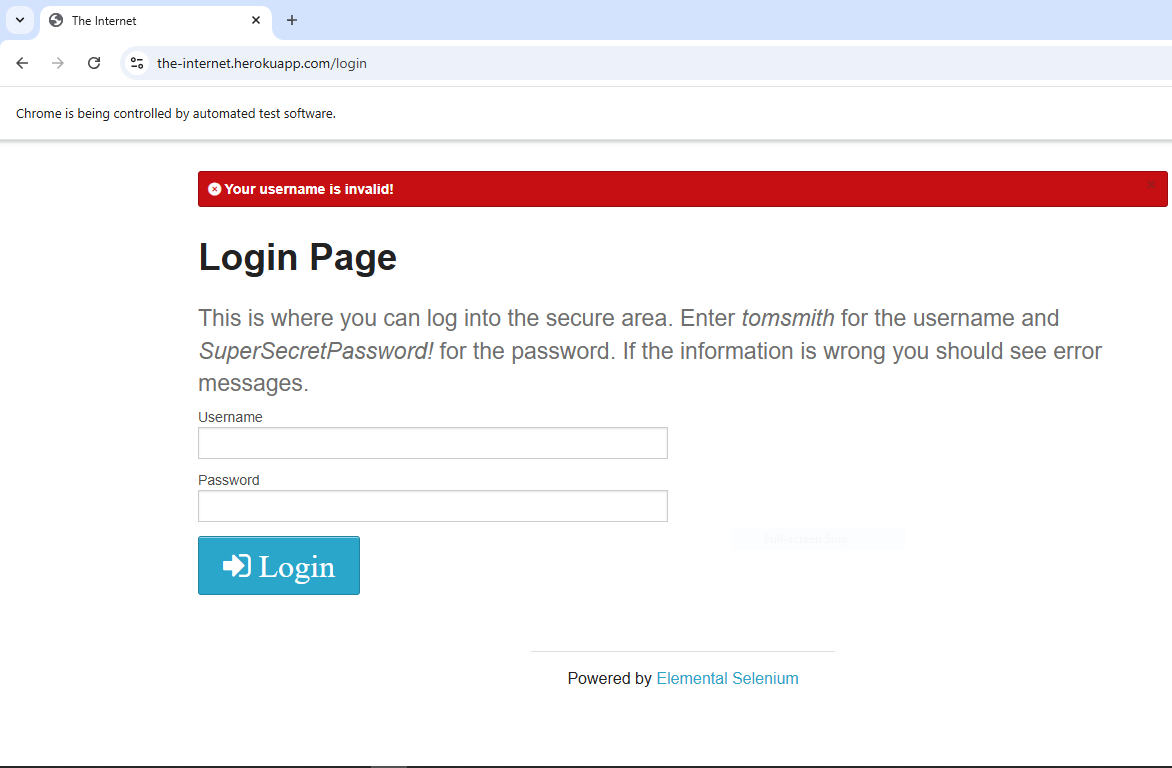 The Internet
the-internet.herokuapp.com/login
Chrome is being controlled by automated test software.
Your username is invalid!
Login Page
This is where you can log into the secure area. Enter tomsmith for the username and
SuperSecretPassword! for the password. If the information is wrong you should see error
messages.
Username
Password
Login
Powered by Elemental Selenium